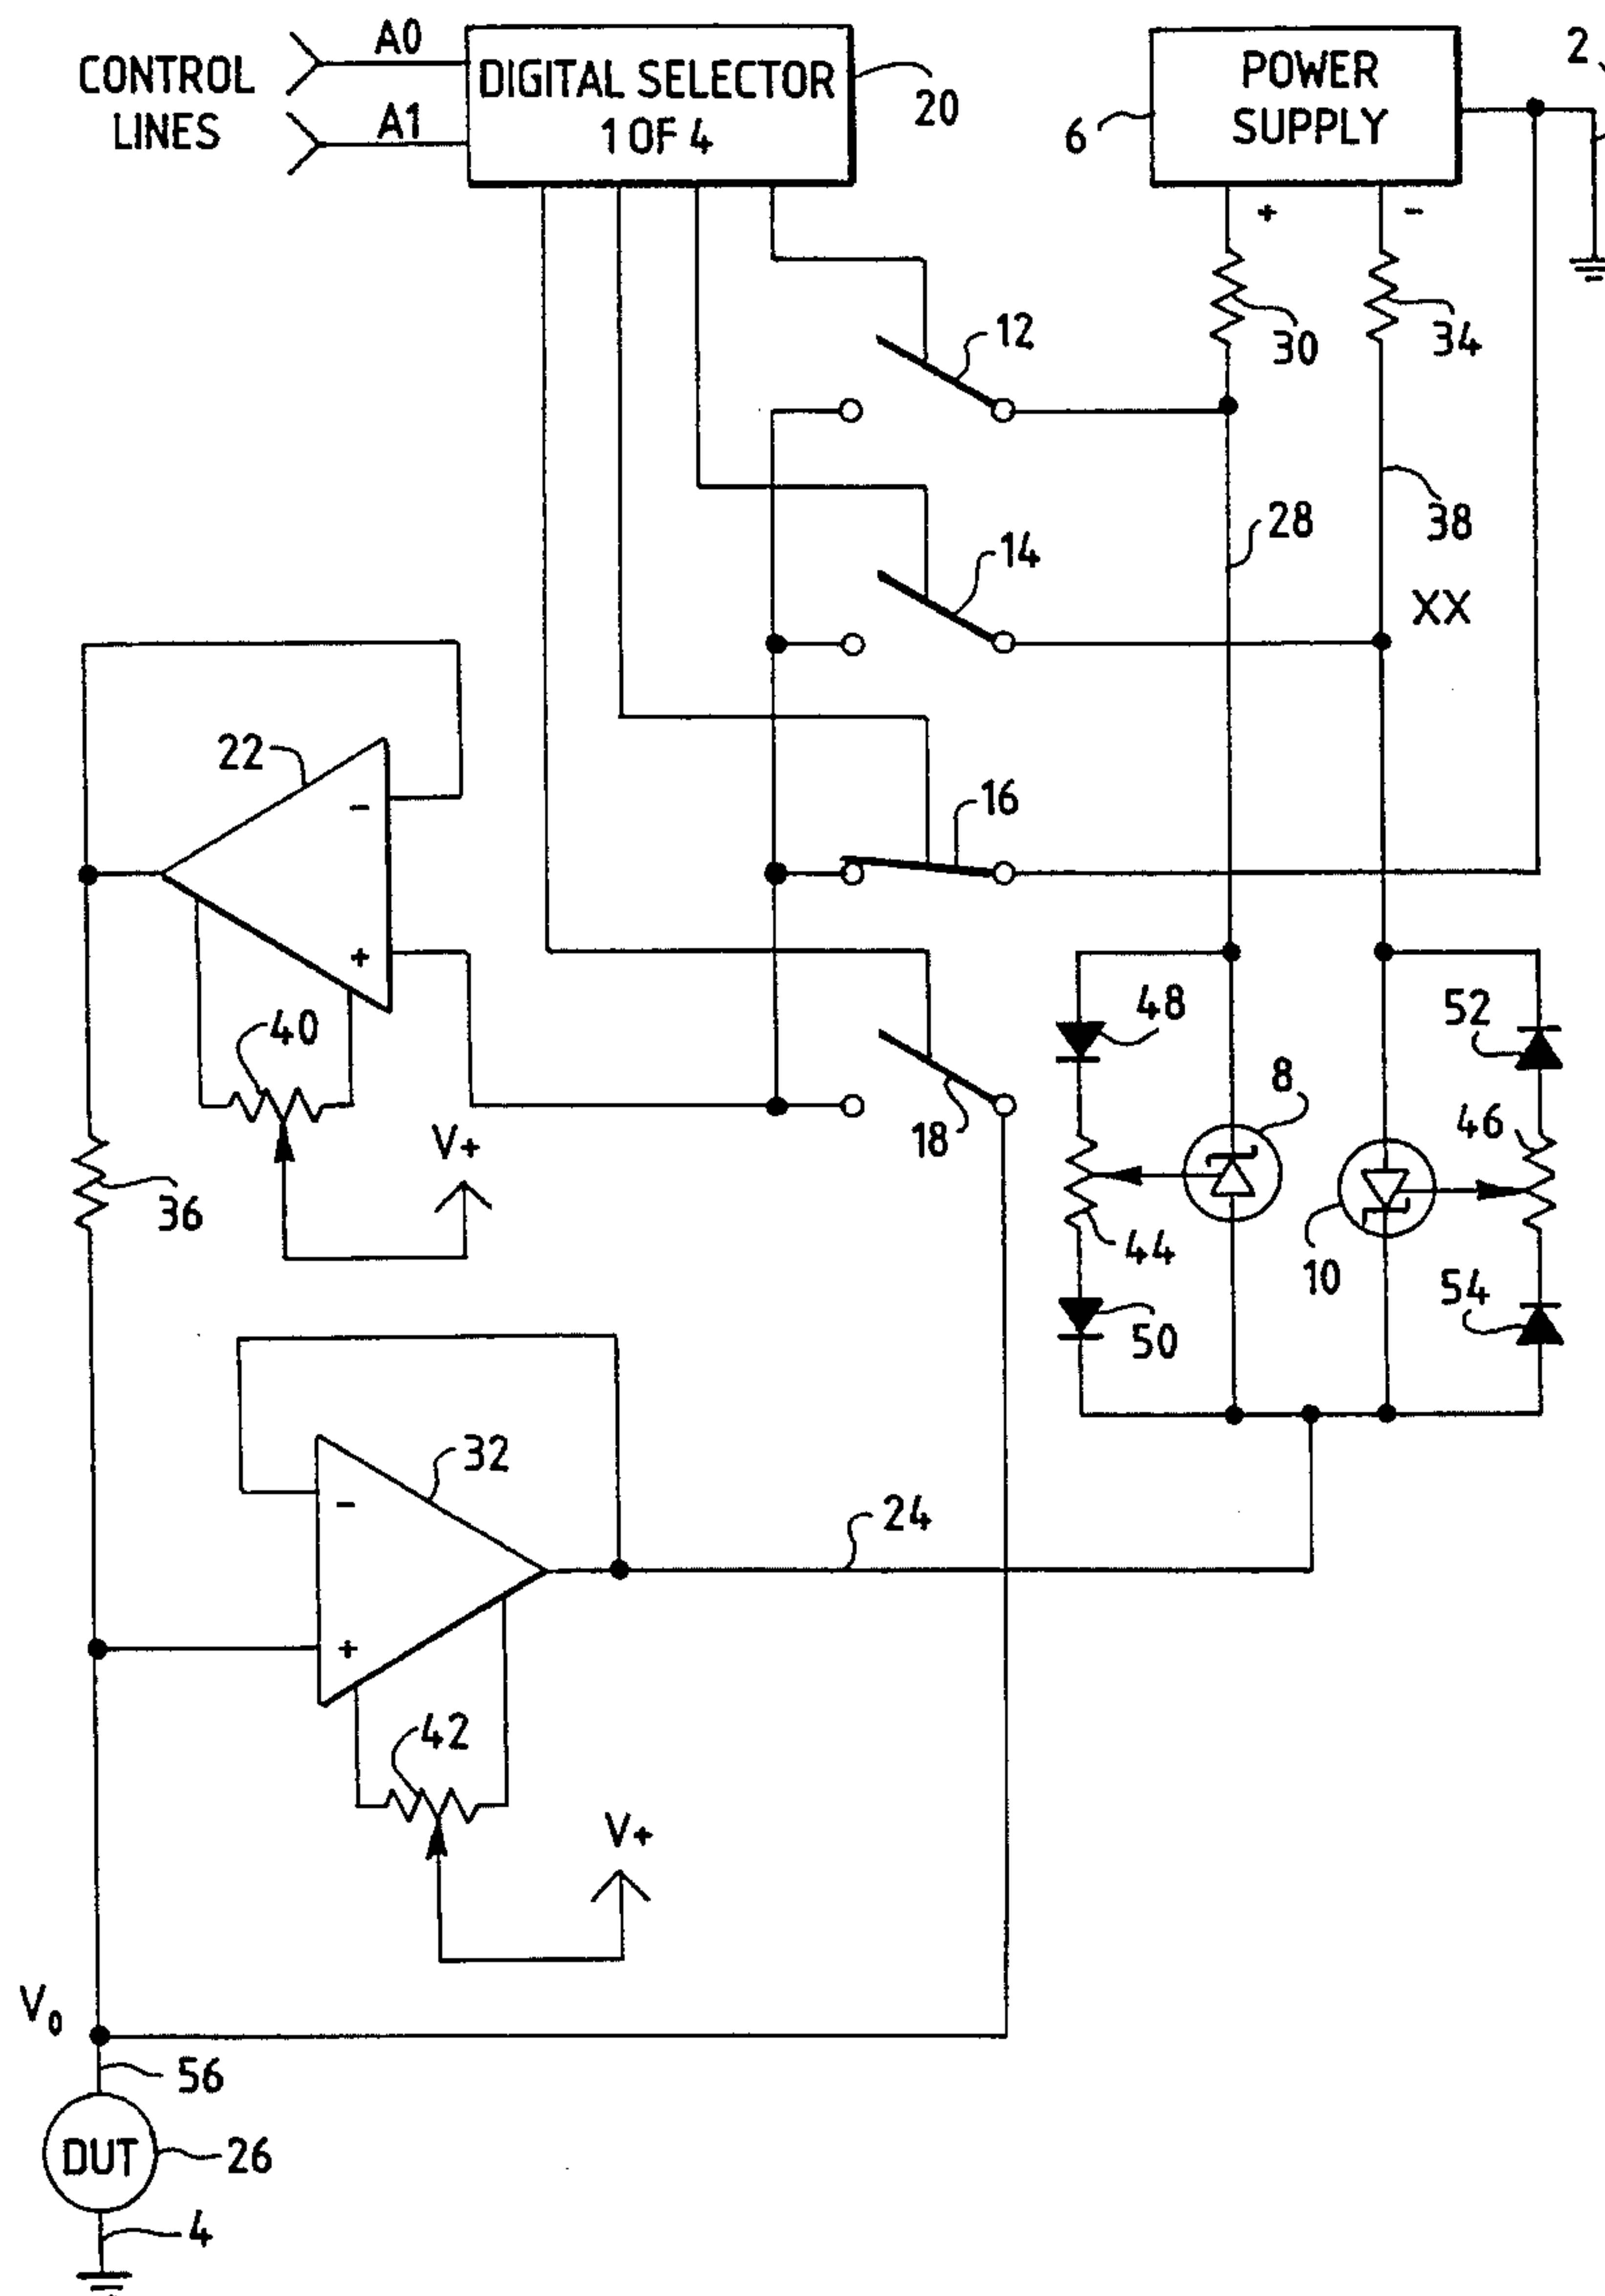 CONTROL
LINES
A0
A1
DIGITAL SELECTOR
1 OF 4
20
6
POWER
SUPPLY
2
+
-
30
34
12
28
38
14
XX
16
22
-
+
40
V+
36
18
48
52
8
46
44
10
50
54
32
-
+
24
42
V+
V₀
56
DUT
26
4